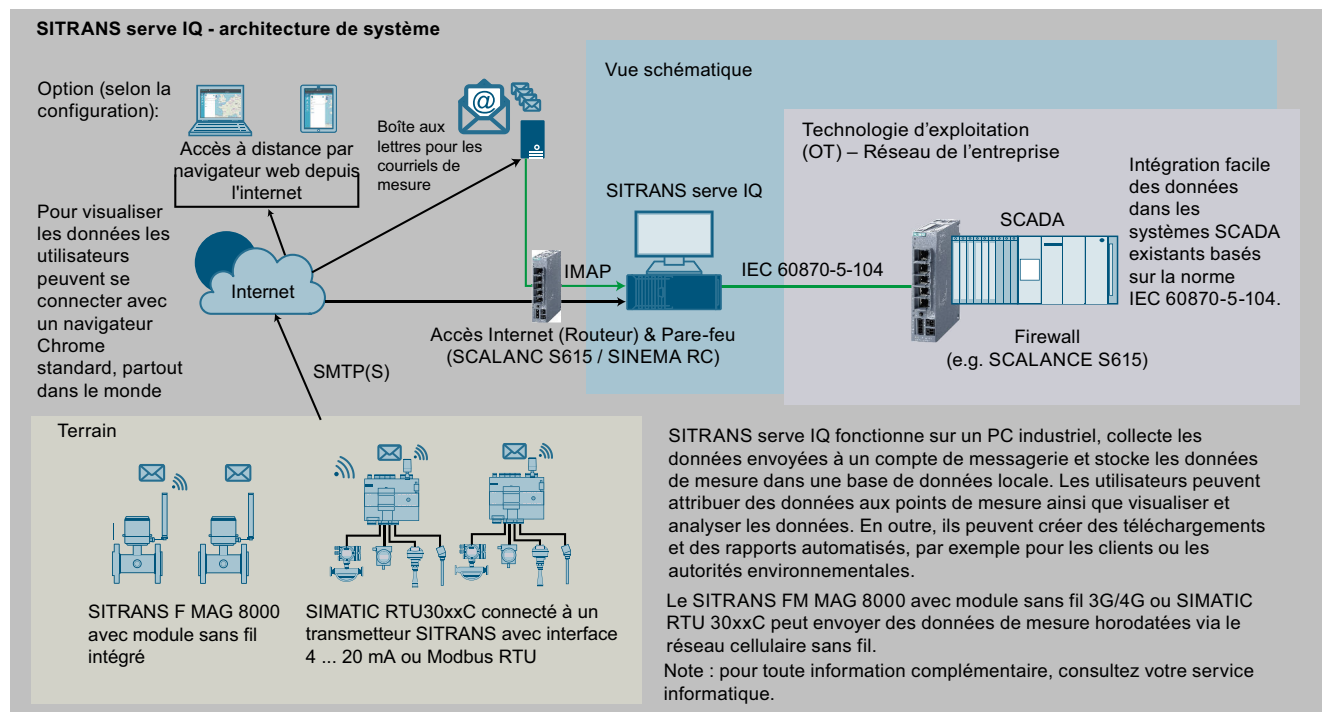 SITRANS serve IQ - architecture de système
Option (selon la
configuration):
Accès à distance par
navigateur web depuis
l'internet
Boîte aux
lettres pour les
courriels de
mesure
@
Pour visualiser
les données les
utilisateurs
peuvent se
connecter avec
un navigateur
Chrome
standard, partout
dans le monde
Internet
SMTP(S)
Vue schématique
SITRANS serve IQ
IMAP
IEC 60870-5-104
Accès Internet (Routeur) & Pare-feu
(SCALANC S615 / SINEMA RC)
Technologie d'exploitation
(OT) – Réseau de l'entreprise
SCADA
Firewall
(e.g. SCALANCE S615)
Intégration facile
des données
dans les
systèmes SCADA
existants basés
sur la norme
IEC 60870-5-104.
Terrain
SITRANS F MAG 8000
avec module sans fil
intégré
SIMATIC RTU30xxC connecté à un
transmetteur SITRANS avec interface
4 ... 20 mA ou Modbus RTU
SITRANS serve IQ fonctionne sur un PC industriel, collecte les
données envoyées à un compte de messagerie et stocke les données
de mesure dans une base de données locale. Les utilisateurs peuvent
attribuer des données aux points de mesure ainsi que visualiser et
analyser les données. En outre, ils peuvent créer des téléchargements
et des rapports automatisés, par exemple pour les clients ou les
autorités environnementales.
Le SITRANS FM MAG 8000 avec module sans fil 3G/4G ou SIMATIC
RTU 30xxC peut envoyer des données de mesure horodatées via le
réseau cellulaire sans fil.
Note : pour toute information complémentaire, consultez votre service
informatique.